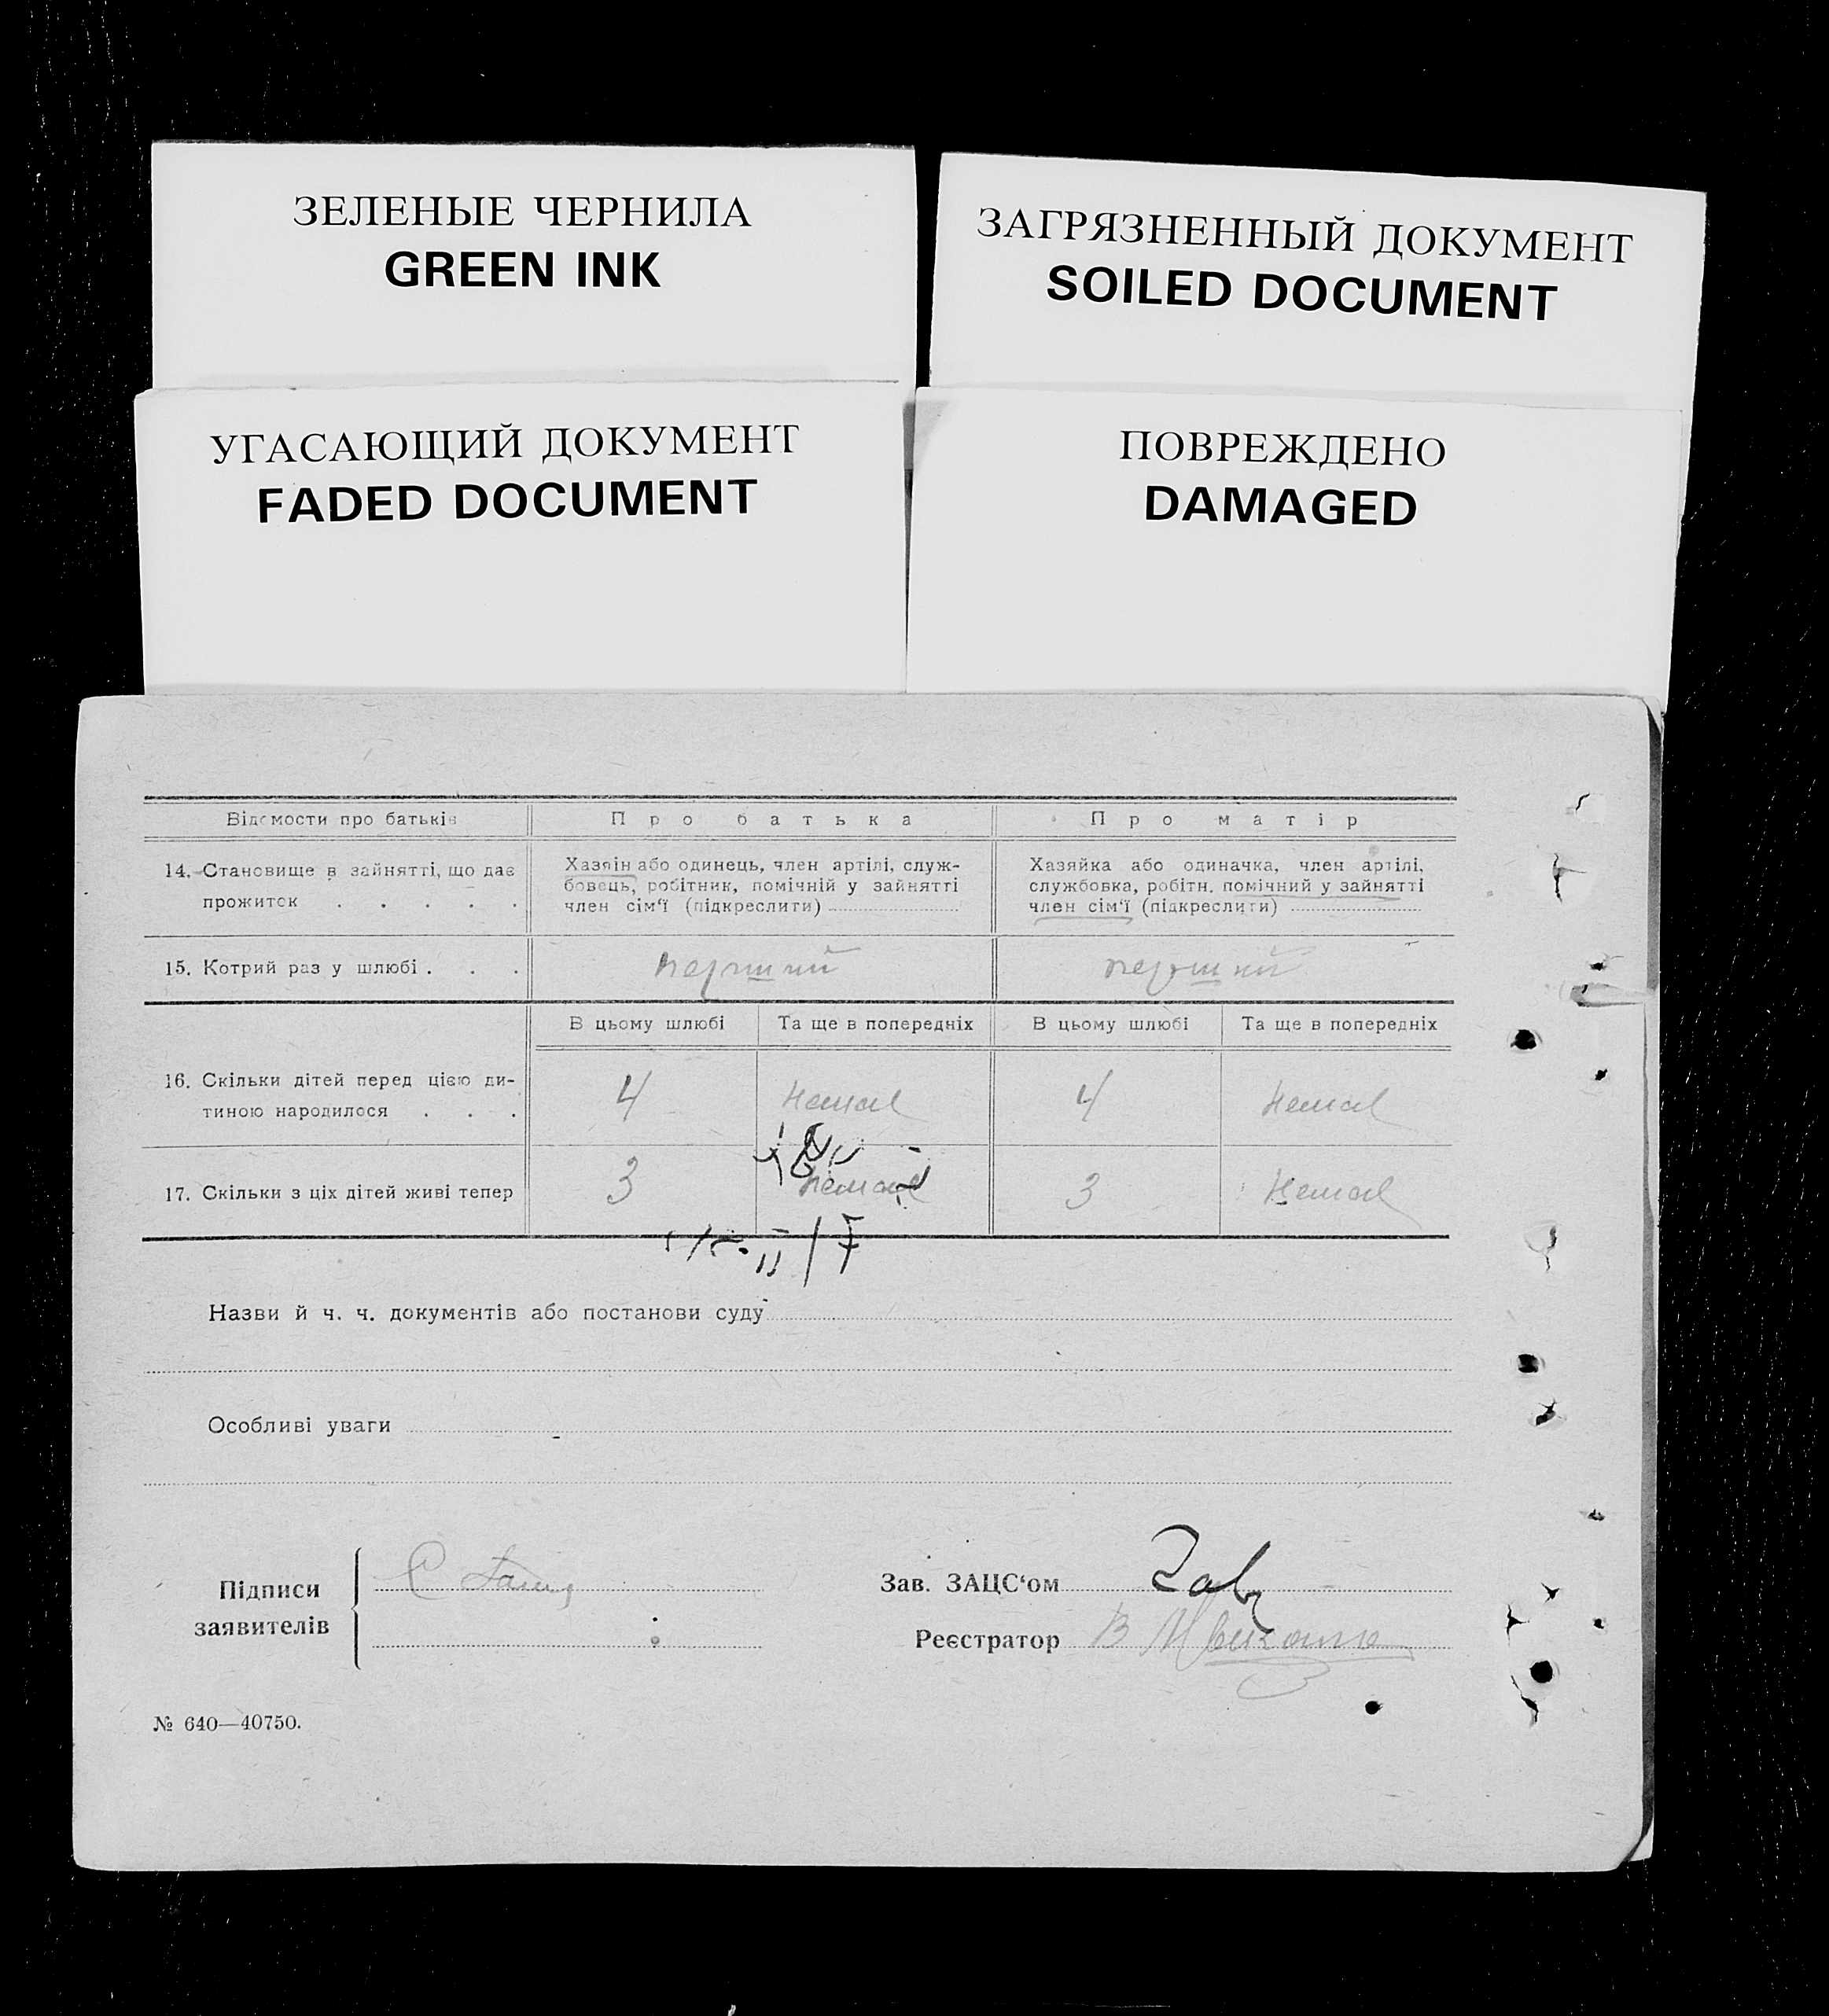 ЗЕЛЕНЫЕ ЧЕРНИЛА
GREEN INK
ЗАГРЯЗНЕННЫЙ ДОКУМЕНТ
SOILED DOCUMENT
УГАСАЮЩИЙ ДОКУМЕНТ
FADED DOCUMENT
ПОВРЕЖДЕНО
DAMAGED
Відомости про батьків
Про батька
Про матір
14. Становище в зайнятті, що дає
прожиток . . . . .
Хазяїн або одинець, член артілі, служ-
бовець, робітник, помічній у зайнятті
член сім'ї (підкреслити)
Хазяйка або одиначка, член артілі,
службовка, робітн. помічний у зайнятті
член сім'ї (підкреслити)
15. Котрий раз у шлюбі . . .
перший
перший
В цьому шлюбі
Та ще в попередніх
В цьому шлюбі
Та ще в попередніх
16. Скільки дітей перед цією ди-
тиною народилося . . .
4
Немає
4
Немає
17. Скільки з ціх дітей живі тепер
3
Немає
3
Немає
Назви й ч. ч. документів або постанови суду
Особливі уваги
Підписи
заявителів
Зав. ЗАЦС'ом
Реєстратор
№ 640—40750.